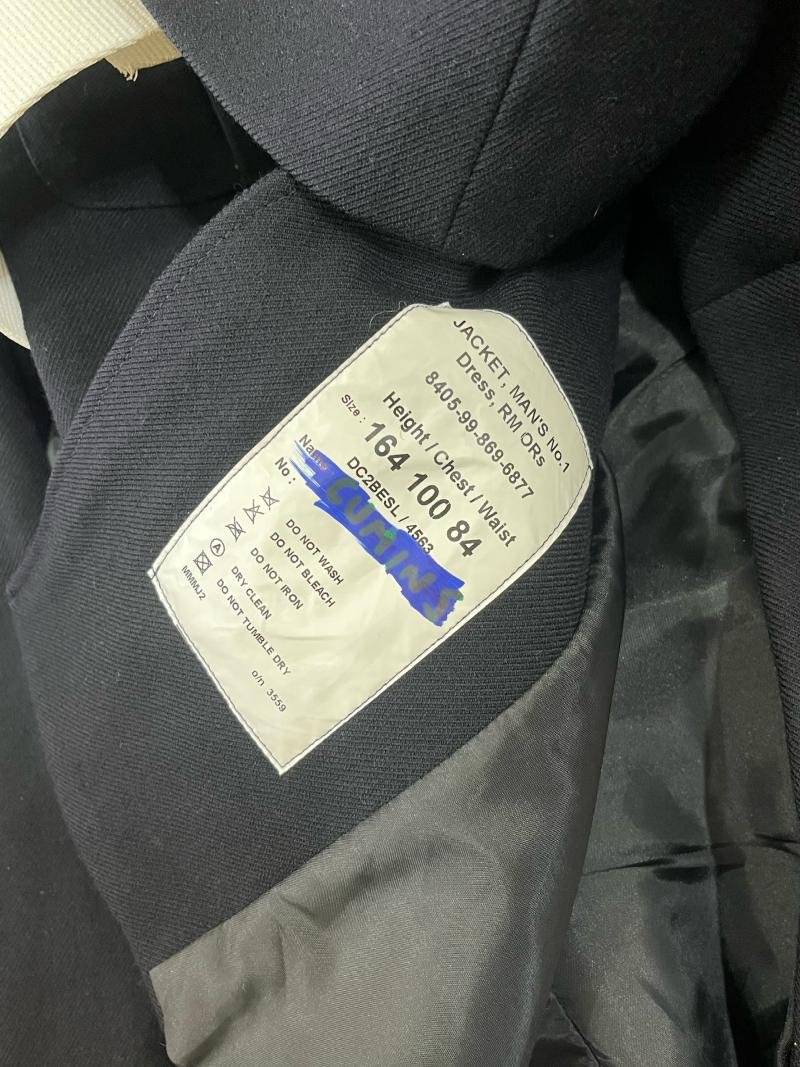 JACKET, MAN'S No.1
Dress, RM ORs
8405-99-869-6877
Height / Chest / Waist
Size : 164 100 84
DC2BESL / 4563
Name CUMINS
No :
DO NOT WASH
DO NOT BLEACH
DO NOT IRON
A DRY CLEAN
DO NOT TUMBLE DRY
MMMJ2
o/n 3559